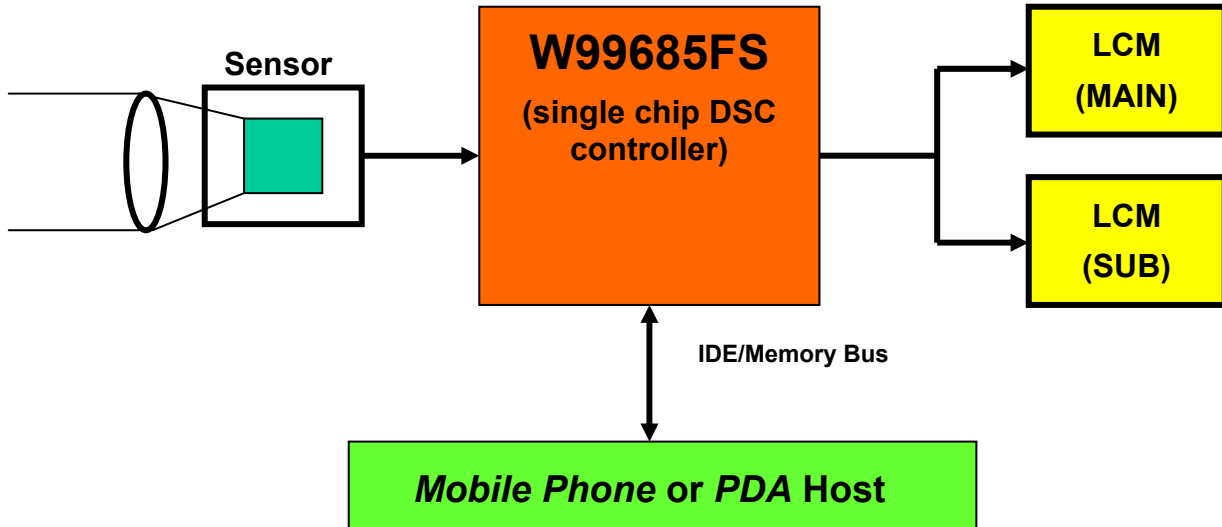 Sensor
W99685FS
(single chip DSC
controller)
LCM
(MAIN)
LCM
(SUB)
IDE/Memory Bus
Mobile Phone or PDA Host